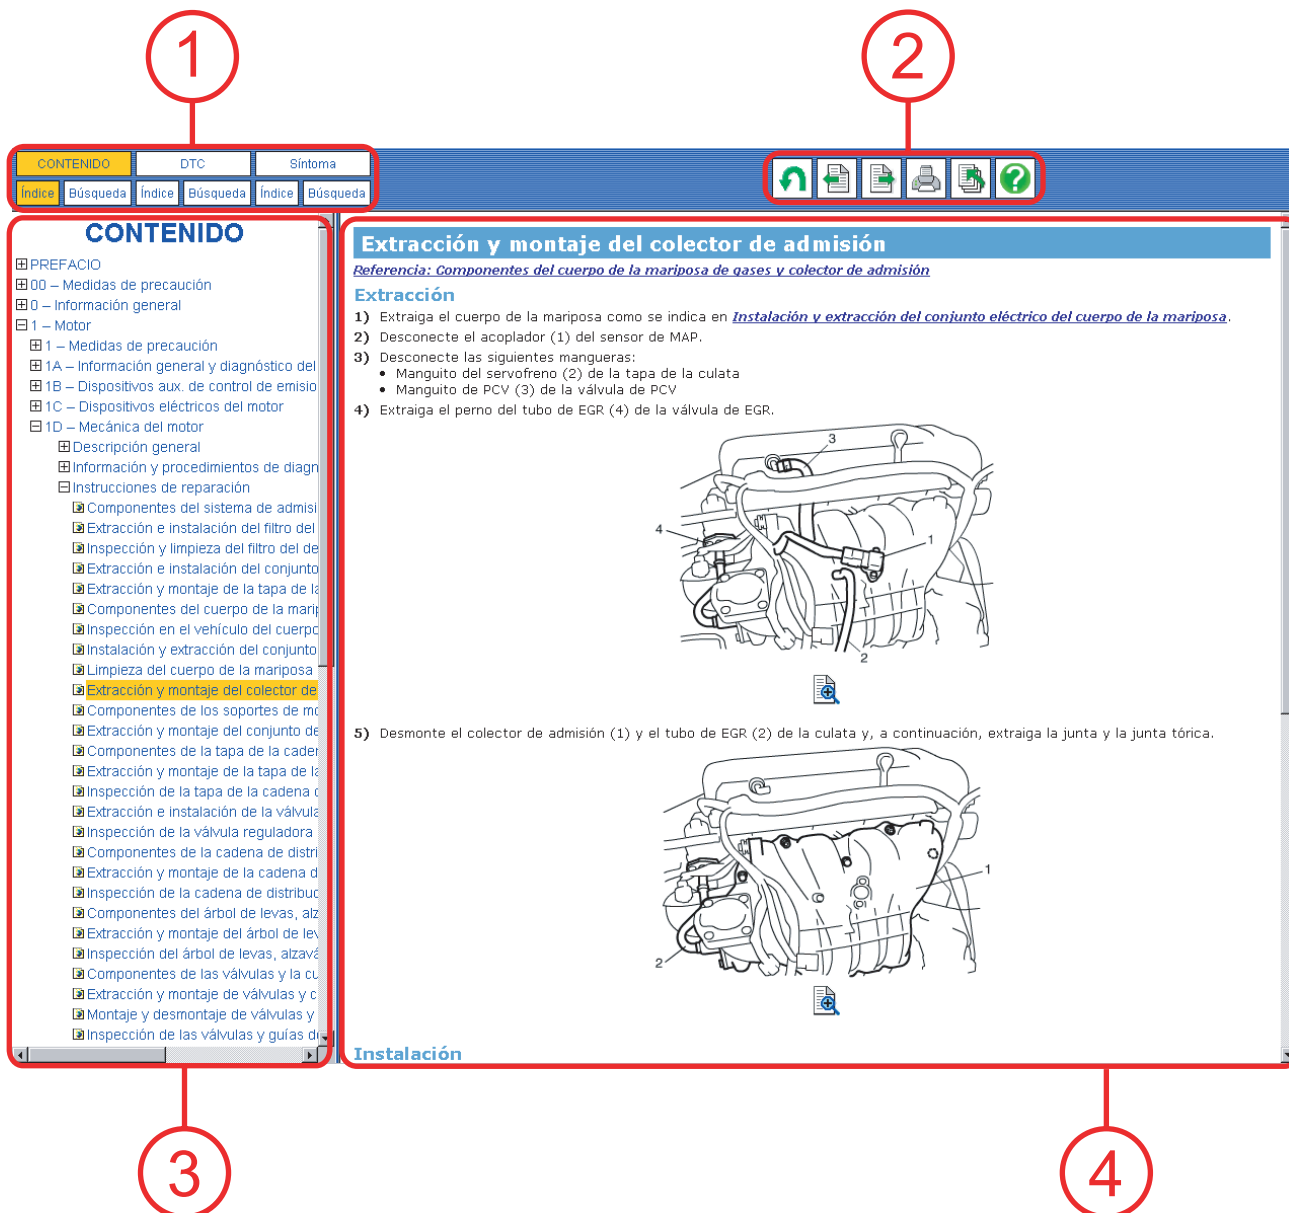 1
2
CONTENIDO DTC Síntoma
Índice Búsqueda Índice Búsqueda Índice Búsqueda
CONTENIDO
PREFACIO
00 – Medidas de precaución
0 – Información general
1 – Motor
1 – Medidas de precaución
1A – Información general y diagnóstico del
1B – Dispositivos aux. de control de emisio
1C – Dispositivos eléctricos del motor
1D – Mecánica del motor
Descripción general
Información y procedimientos de diagn
Instrucciones de reparación
Componentes del sistema de admisi
Extracción e instalación del filtro del
Inspección y limpieza del filtro del de
Extracción e instalación del conjunto
Extracción y montaje de la tapa de la
Componentes del cuerpo de la marip
Inspección en el vehículo del cuerpo
Instalación y extracción del conjunto
Limpieza del cuerpo de la mariposa
Extracción y montaje del colector de
Componentes de los soportes de mo
Extracción y montaje del conjunto de
Componentes de la tapa de la caden
Extracción y montaje de la tapa de la
Inspección de la tapa de la cadena d
Extracción e instalación de la válvula
Inspección de la válvula reguladora
Componentes de la cadena de distri
Extracción y montaje de la cadena d
Inspección de la cadena de distribuc
Componentes del árbol de levas, alz
Extracción y montaje del árbol de lev
Inspección del árbol de levas, alzavá
Componentes de las válvulas y la cu
Extracción y montaje de válvulas y c
Montaje y desmontaje de válvulas y
Inspección de las válvulas y guías de
Extracción y montaje del colector de admisión
Referencia: Componentes del cuerpo de la mariposa de gases y colector de admisión
Extracción
1) Extraiga el cuerpo de la mariposa como se indica en Instalación y extracción del conjunto eléctrico del cuerpo de la mariposa.
2) Desconecte el acoplador (1) del sensor de MAP.
3) Desconecte las siguientes mangueras:
• Manguito del servofreno (2) de la tapa de la culata
• Manguito de PCV (3) de la válvula de PCV
4) Extraiga el perno del tubo de EGR (4) de la válvula de EGR.
3
4
1
2
5) Desmonte el colector de admisión (1) y el tubo de EGR (2) de la culata y, a continuación, extraiga la junta y la junta tórica.
1
2
Instalación
3
4